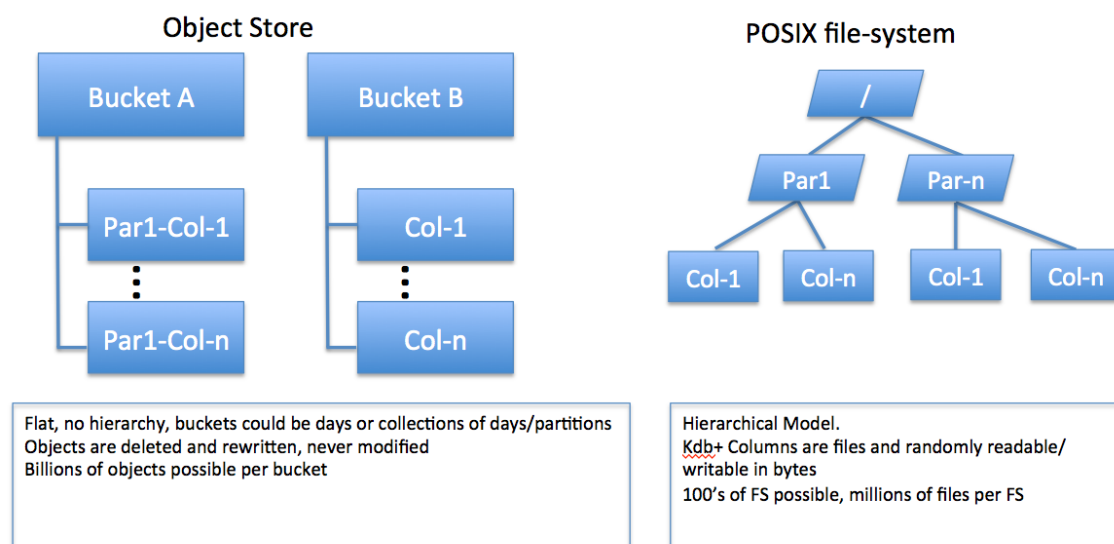 Object Store
Bucket A
Bucket B
Par1-Col-1
Col-1
Par1-Col-n
Col-n
Flat, no hierarchy, buckets could be days or collections of days/partitions
Objects are deleted and rewritten, never modified
Billions of objects possible per bucket
POSIX file-system
/
Par1
Par-n
Col-1
Col-n
Col-1
Col-n
Hierarchical Model.
Kdb+ Columns are files and randomly readable/
writable in bytes
100’s of FS possible, millions of files per FS